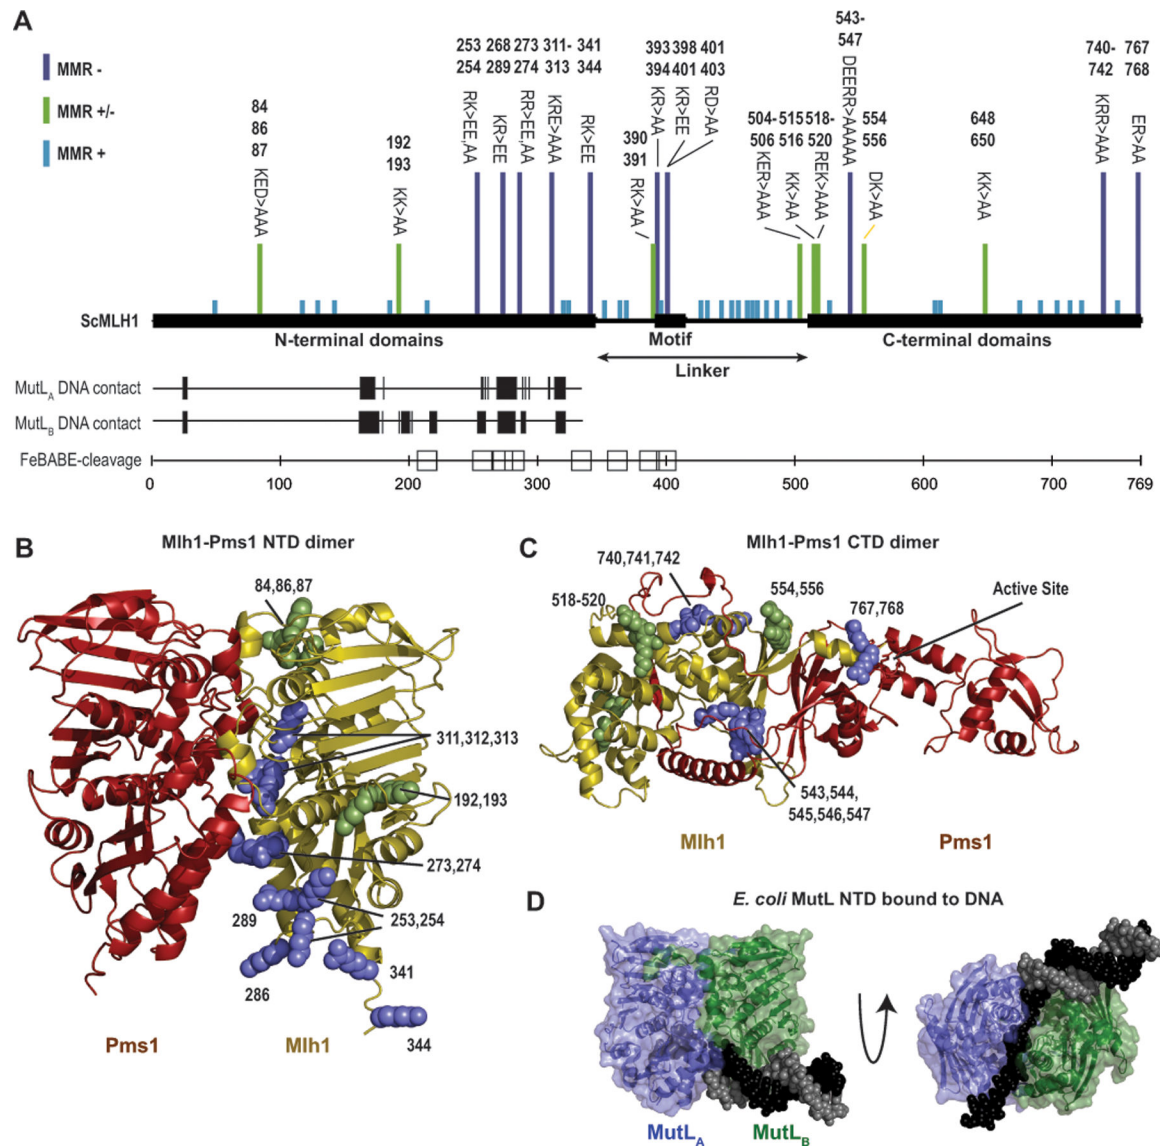 A
MMR -
MMR +/-
MMR +
84
86
87
KED>AAA
192
193
KK>AA
253
254
RK>EE,AA
268
289
KR>EE
273
274
RR>EE,AA
311-
313
KRE>AAA
341
344
RK>EE
390
391
RK>AA
393
394
KR>AA
398
401
KR>EE
401
403
RD>AA
504-
506
KER>AAA
515
516
KK>AA
518-
520
REK>AAA
543-
547
DEERR>AAAAA
554
556
DK>AA
648
650
KK>AA
740-
742
KRR>AAA
767
768
ER>AA
ScMLH1
N-terminal domains
Motif
C-terminal domains
Linker
MutLA DNA contact
MutLB DNA contact
FeBABE-cleavage
0 100 200 300 400 500 600 700 769
B
Mlh1-Pms1 NTD dimer
84,86,87
311,312,313
192,193
273,274
289
253,254
286
341
344
Pms1
Mlh1
C
Mlh1-Pms1 CTD dimer
740,741,742
518-520
554,556
767,768
Active Site
543,544,
545,546,547
Mlh1
Pms1
D
E. coli MutL NTD bound to DNA
MutLA
MutLB